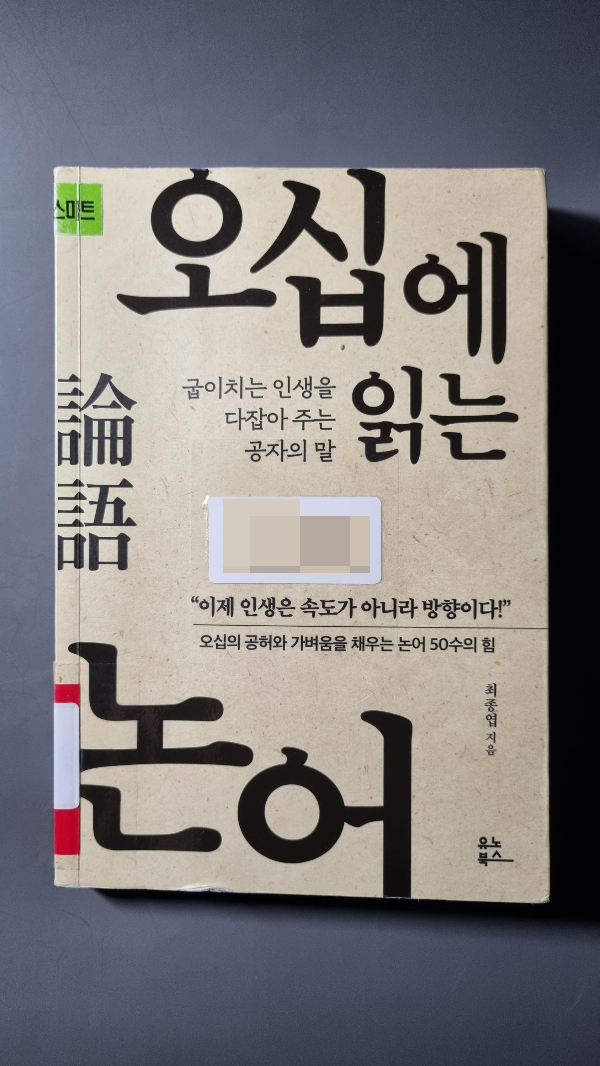 스마트
오십에
읽는
굽이치는 인생을
다잡아 주는
공자의 말
論語
“이제 인생은 속도가 아니라 방향이다!”
오십의 공허와 가벼움을 채우는 논어 50수의 힘
최종엽 지음
논어
유노
북스